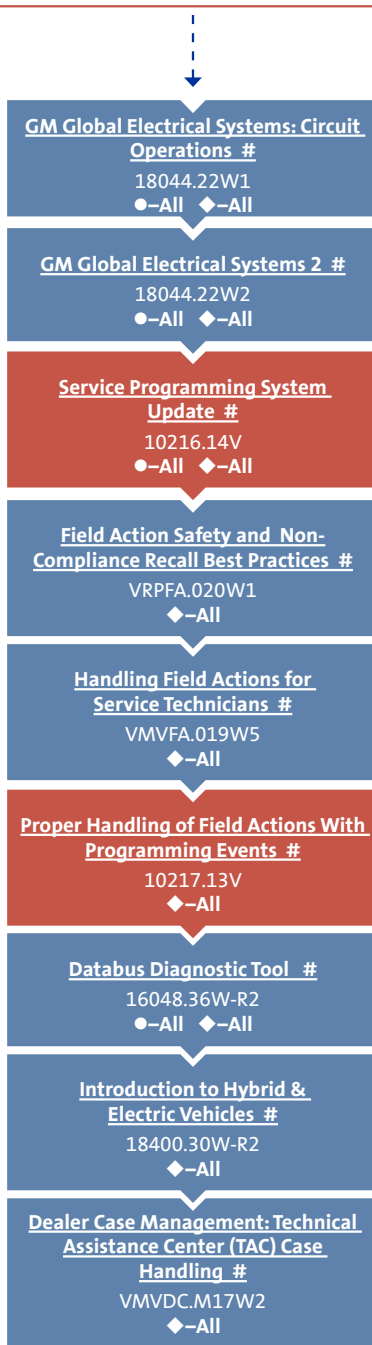 GM Global Electrical Systems: Circuit
Operations #
18044.22W1
●–All ◆–All
GM Global Electrical Systems 2 #
18044.22W2
●–All ◆–All
Service Programming System
Update #
10216.14V
●–All ◆–All
Field Action Safety and Non-
Compliance Recall Best Practices #
VRPFA.020W1
◆–All
Handling Field Actions for
Service Technicians #
VMVFA.019W5
◆–All
Proper Handling of Field Actions With
Programming Events #
10217.13V
◆–All
Databus Diagnostic Tool #
16048.36W-R2
●–All ◆–All
Introduction to Hybrid &
Electric Vehicles #
18400.30W-R2
◆–All
Dealer Case Management: Technical
Assistance Center (TAC) Case
Handling #
VMVDC.M17W2
◆–All